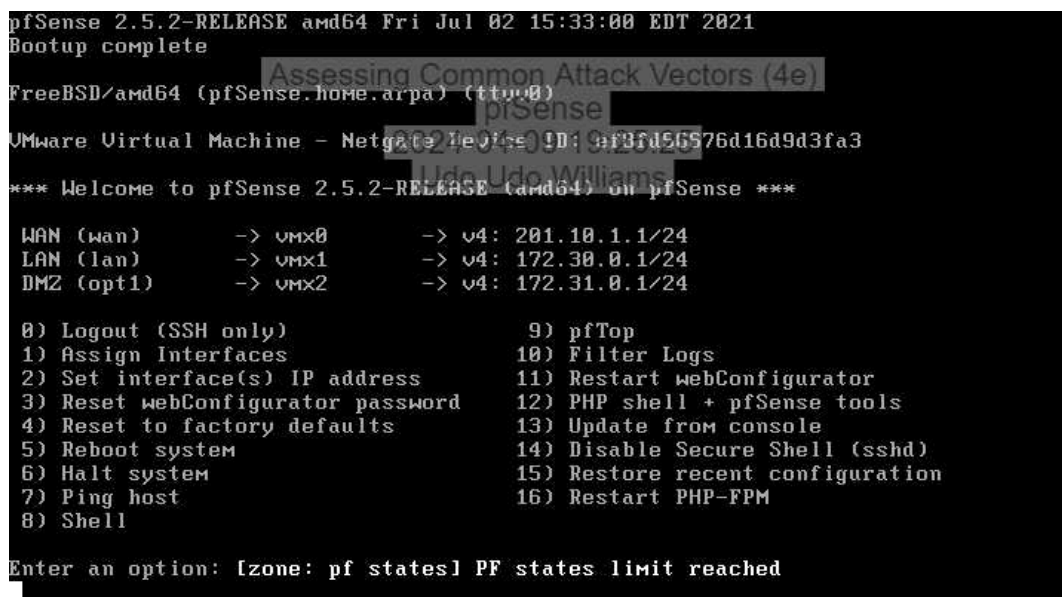 pfSense 2.5.2-RELEASE amd64 Fri Jul 02 15:33:00 EDT 2021
Bootup complete
Assessing Common Attack Vectors (4e)
FreeBSD/amd64 (pfSense.home.arpa) (ttyv0)
pfSense
VMware Virtual Machine - Netgate Device ID:
Udo Udo Williams
*** Welcome to pfSense 2.5.2-RELEASE (amd64) on pfSense ***
WAN (wan) -> vmx0 -> v4: 201.10.1.1/24
LAN (lan) -> vmx1 -> v4: 172.30.0.1/24
DMZ (opt1) -> vmx2 -> v4: 172.31.0.1/24
0) Logout (SSH only) 9) pfTop
1) Assign Interfaces 10) Filter Logs
2) Set interface(s) IP address 11) Restart webConfigurator
3) Reset webConfigurator password 12) PHP shell + pfSense tools
4) Reset to factory defaults 13) Update from console
5) Reboot system 14) Disable Secure Shell (sshd)
6) Halt system 15) Restore recent configuration
7) Ping host 16) Restart PHP-FPM
8) Shell
Enter an option: [zone: pf states] PF states limit reached